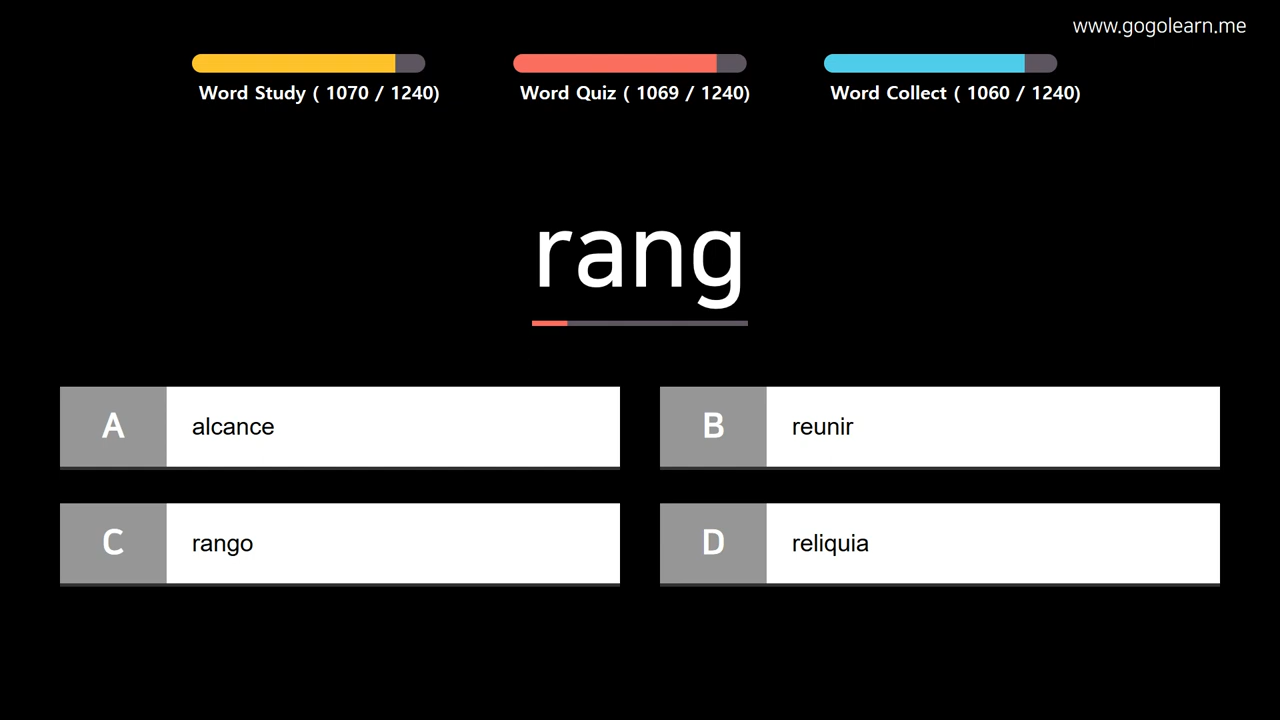 www.gogolearn.me
Word Study ( 1070 / 1240)
Word Quiz ( 1069 / 1240)
Word Collect ( 1060 / 1240)
rang
A alcance
B reunir
C rango
D reliquia